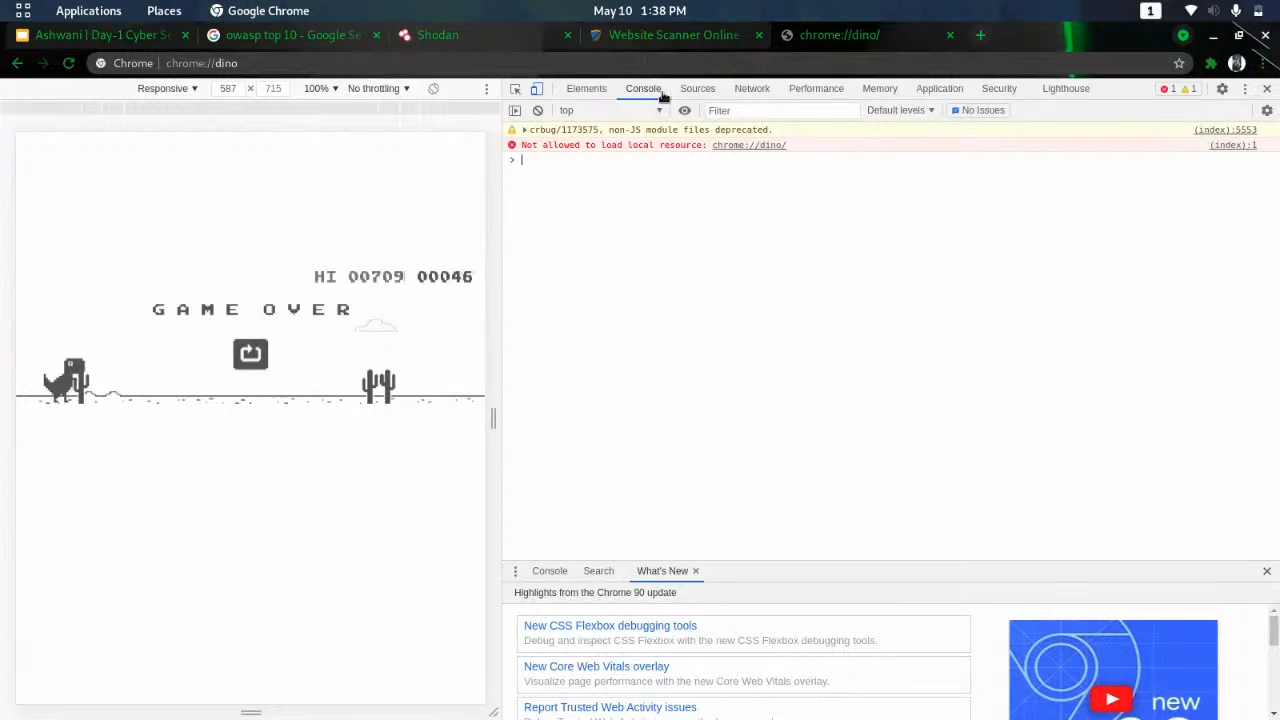 Applications Places Google Chrome May 10 1:38 PM 1
Ashwani | Day-1 Cyber Se × owasp top 10 - Google Se × Shodan × Website Scanner Online × chrome://dino/ × +
Chrome | chrome://dino
Responsive ▾ 587 × 715 100% ▾ No throttling ▾ Elements Console Sources Network Performance Memory Application Security Lighthouse 1 1
top Filter Default levels ▾ No Issues
crbug/1173575, non-JS module files deprecated. (index):5553
Not allowed to load local resource: chrome://dino/ (index):1
HI 00709 00046
GAME OVER
Console Search What's New ×
Highlights from the Chrome 90 update
New CSS Flexbox debugging tools
Debug and inspect CSS Flexbox with the new CSS Flexbox debugging tools.
New Core Web Vitals overlay
Visualize page performance with the new Core Web Vitals overlay.
Report Trusted Web Activity issues
new